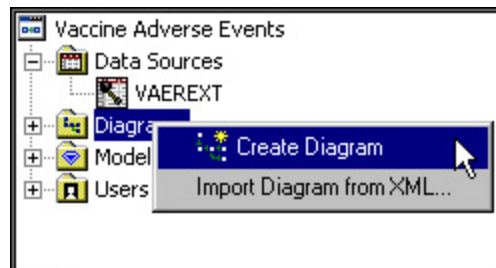 Vaccine Adverse Events
Data Sources
VAEREXT
Diagra
Create Diagram
Model
Import Diagram from XML...
Users